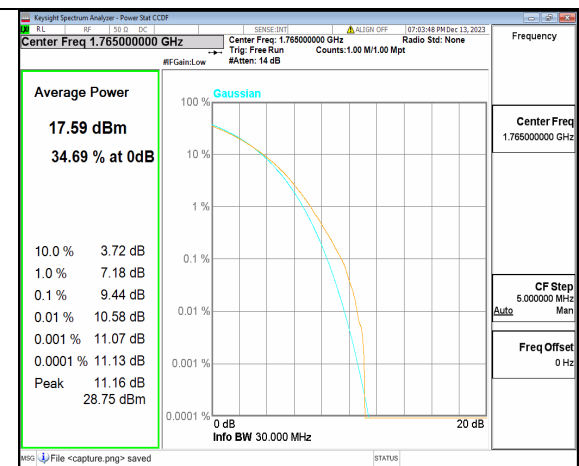 Keysight Spectrum Analyzer - Power Stat CCDF
RL RF 50 Ω DC SENSE:INT ALIGN OFF 07:03:48 PM Dec 13, 2023
Center Freq 1.765000000 GHz
Center Freq: 1.765000000 GHz Radio Std: None
Trig: Free Run Counts:1.00 M/1.00 Mpt
#IFGain:Low #Atten: 14 dB
Frequency
Average Power
17.59 dBm
34.69 % at 0dB
10.0 % 3.72 dB
1.0 % 7.18 dB
0.1 % 9.44 dB
0.01 % 10.58 dB
0.001 % 11.07 dB
0.0001 % 11.13 dB
Peak 11.16 dB
28.75 dBm
Gaussian
100 %
10 %
1 %
0.1 %
0.01 %
0.001 %
0.0001 %
0 dB 20 dB
Info BW 30.000 MHz
Center Freq
1.765000000 GHz
CF Step
5.000000 MHz
Auto Man
Freq Offset
0 Hz
MSG File <capture.png> saved STATUS